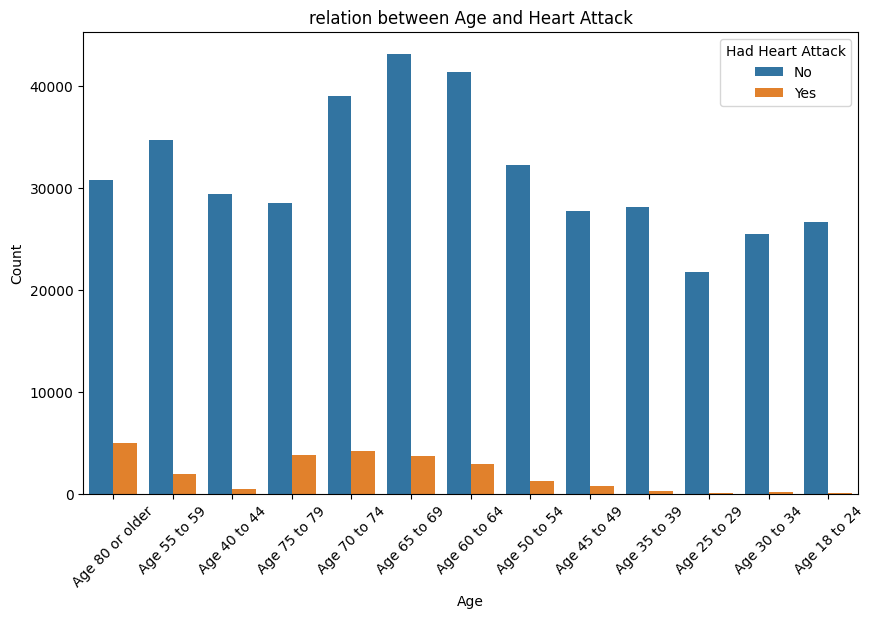 relation between Age and Heart Attack
Had Heart Attack
No
Yes
Count
40000
30000
20000
10000
0
Age 80 or older
Age 55 to 59
Age 40 to 44
Age 75 to 79
Age 70 to 74
Age 65 to 69
Age 60 to 64
Age 50 to 54
Age 45 to 49
Age 35 to 39
Age 25 to 29
Age 30 to 34
Age 18 to 24
Age